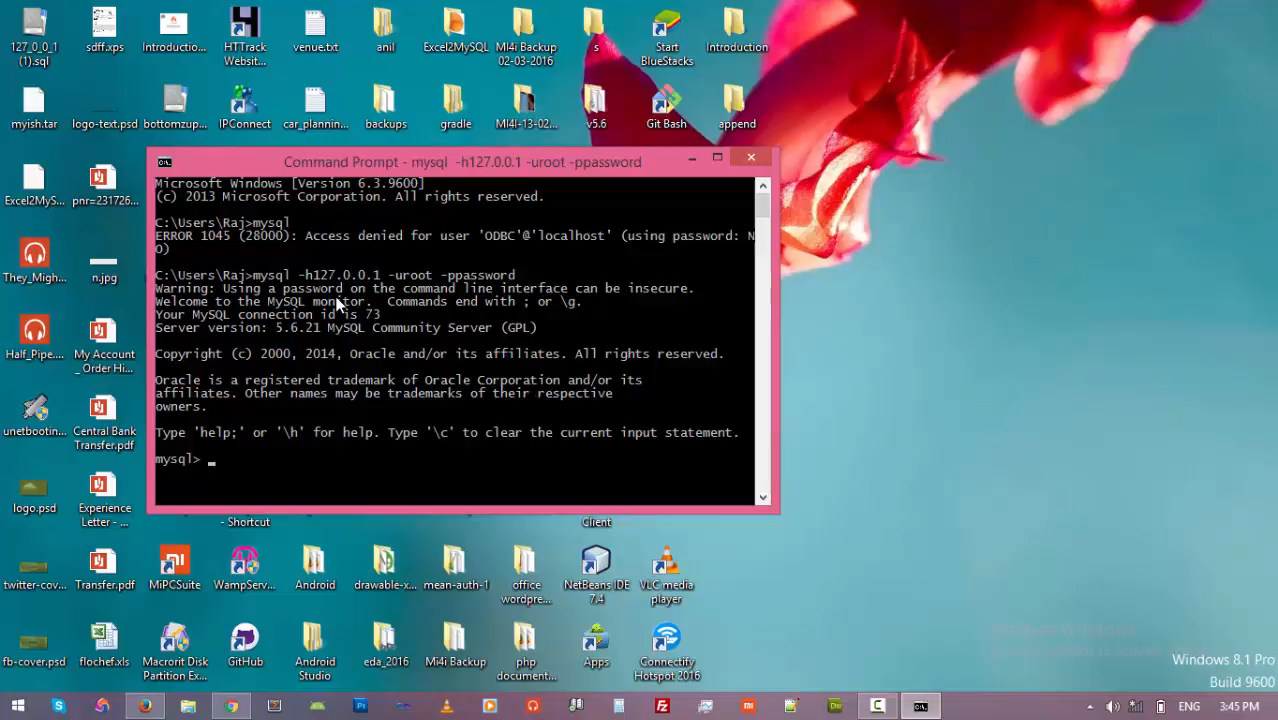 127_0_0_1
(1).sql
sdff.xps
Introductio...
HTTrack
Websit...
venue.txt
anil
Excel2MySQL
MI4i Backup
02-03-2016
s
Start
BlueStacks
Introduction
myish.tar
logo-text.psd
bottomzup...
IPConnect
car_plannin...
backups
gradle
MI4I-13-02...
v5.6
Git Bash
append
Command Prompt - mysql -h127.0.0.1 -uroot -ppassword
Microsoft Windows [Version 6.3.9600]
(c) 2013 Microsoft Corporation. All rights reserved.
C:\Users\Raj>mysql
ERROR 1045 (28000): Access denied for user 'ODBC'@'localhost' (using password: N
O)
C:\Users\Raj>mysql -h127.0.0.1 -uroot -ppassword
Warning: Using a password on the command line interface can be insecure.
Welcome to the MySQL monitor.  Commands end with ; or \g.
Your MySQL connection id is 73
Server version: 5.6.21 MySQL Community Server (GPL)
Copyright (c) 2000, 2014, Oracle and/or its affiliates. All rights reserved.
Oracle is a registered trademark of Oracle Corporation and/or its
affiliates. Other names may be trademarks of their respective
owners.
Type 'help;' or '\h' for help. Type '\c' to clear the current input statement.
mysql> _
Excel2MyS...
pnr=231726...
They_Migh...
n.jpg
Half_Pipe....
My Account
_ Order Hi...
unetbootin...
Central Bank
Transfer.pdf
logo.psd
Experience
Letter - ...
- Shortcut
Client
twitter-cov...
Transfer.pdf
MiPCSuite
WampServ...
Android
drawable-x...
mean-auth-1
office
wordpre...
NetBeans IDE
7.4
VLC media
player
fb-cover.psd
flochef.xls
Macrorit Disk
Partition Ex...
GitHub
Android
Studio
eda_2016
Mi4i Backup
php
document...
Apps
Connectify
Hotspot 2016
Windows 8.1 Pro
Build 9600
ENG
3:45 PM